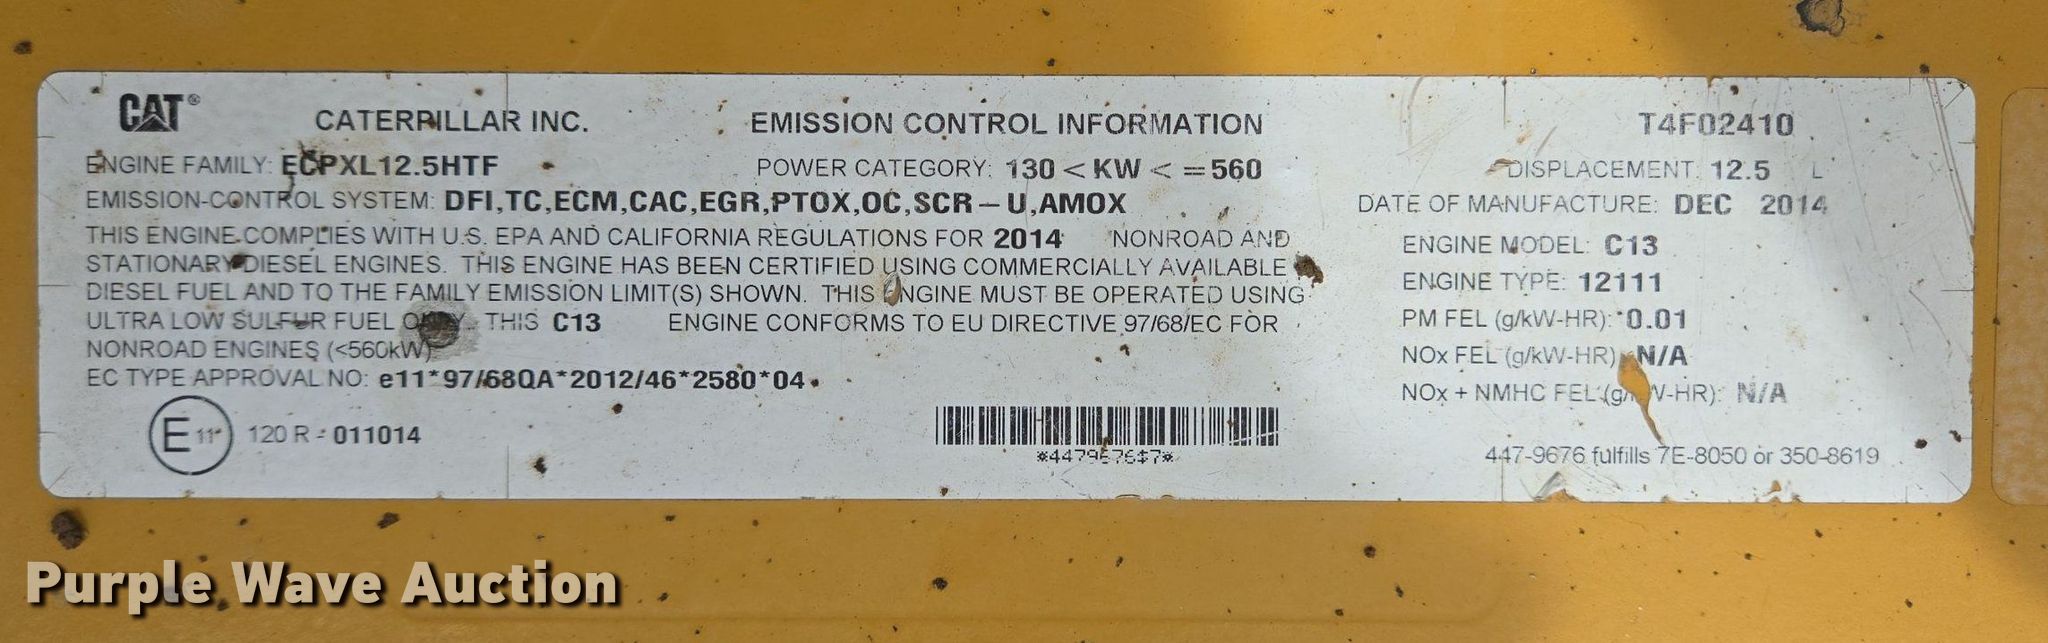 CAT® CATERPILLAR INC. EMISSION CONTROL INFORMATION T4F02410
ENGINE FAMILY: ECPXL12.5HTF POWER CATEGORY: 130 < KW < =560 DISPLACEMENT: 12.5 L
EMISSION-CONTROL SYSTEM: DFI,TC,ECM,CAC,EGR,PTOX,OC,SCR-U,AMOX DATE OF MANUFACTURE: DEC 2014
THIS ENGINE COMPLIES WITH U.S. EPA AND CALIFORNIA REGULATIONS FOR 2014 NONROAD AND
STATIONARY DIESEL ENGINES. THIS ENGINE HAS BEEN CERTIFIED USING COMMERCIALLY AVAILABLE
DIESEL FUEL AND TO THE FAMILY EMISSION LIMIT(S) SHOWN. THIS ENGINE MUST BE OPERATED USING
ULTRA LOW SULFUR FUEL ONLY. THIS C13 ENGINE CONFORMS TO EU DIRECTIVE 97/68/EC FOR
NONROAD ENGINES (<560kW)
EC TYPE APPROVAL NO: e11*97/68QA*2012/46*2580*04
E 11 120 R - 011014
ENGINE MODEL: C13
ENGINE TYPE: 12111
PM FEL (g/kW-HR): 0.01
NOx FEL (g/kW-HR) N/A
NOx + NMHC FEL (g/kW-HR): N/A
447-9676 fulfills 7E-8050 or 350-8619
Purple Wave Auction